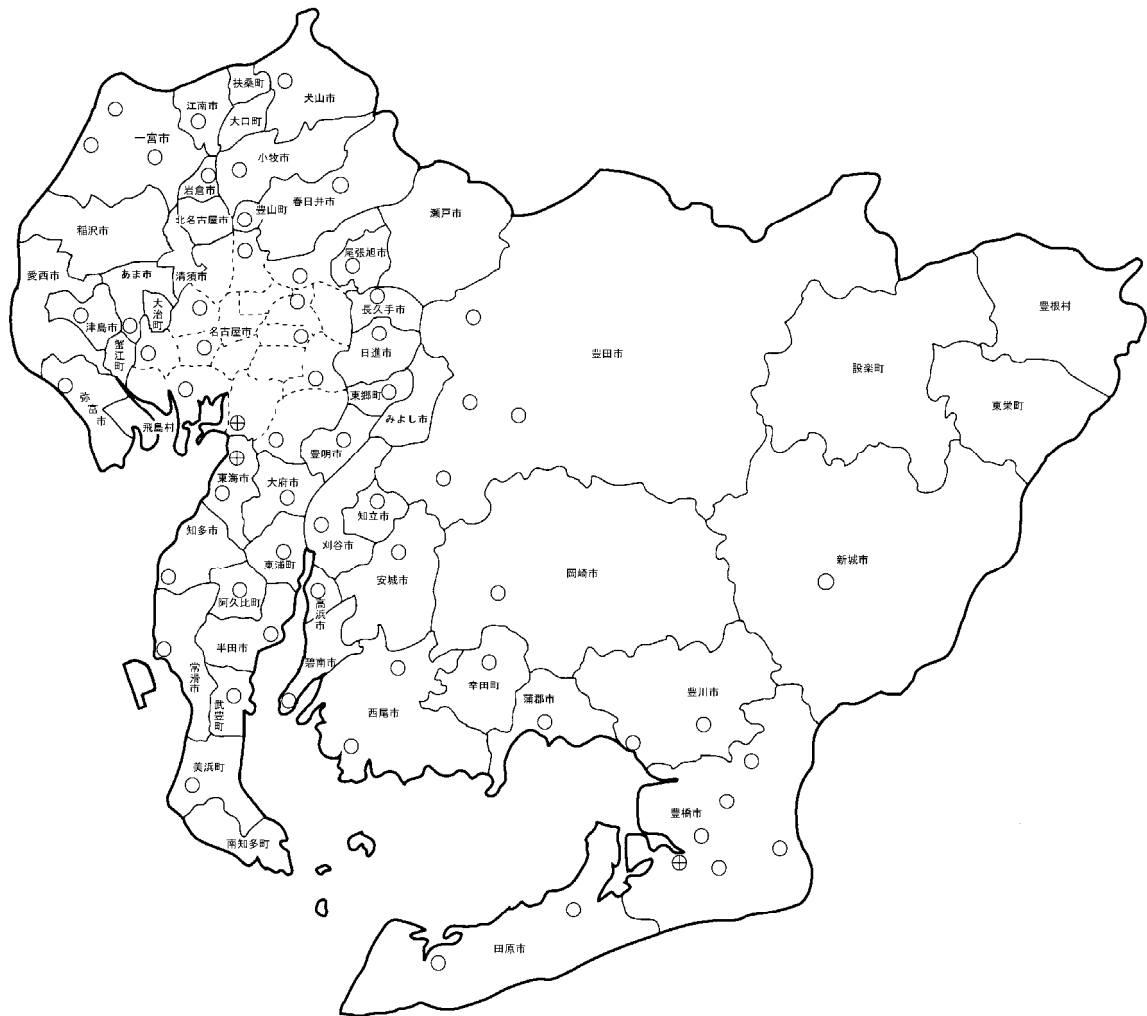 扶桑町
犬山市
江南市
大口町
一宮市
小牧市
岩倉市
春日井市
豊山町
瀬戸市
北名古屋市
稲沢市
尾張旭市
愛西市
あま市
清須市
大治町
長久手市
津島市
名古屋市
蟹江町
日進市
豊田市
設楽町
豊根村
東栄町
弥富市
飛島村
東郷町
みよし市
豊明市
東海市
大府市
知立市
知多市
刈谷市
東浦町
安城市
岡崎市
新城市
阿久比町
高浜市
半田市
碧南市
常滑市
武豊町
西尾市
幸田町
蒲郡市
豊川市
美浜町
豊橋市
南知多町
田原市